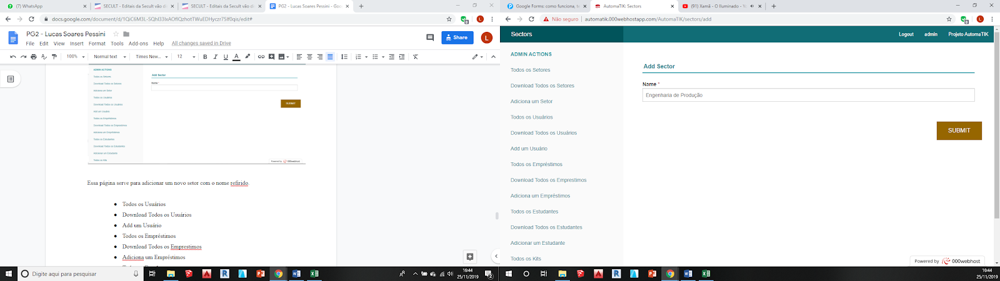 (7) WhatsApp
SECULT - Editais da Secult vão di
SECULT - Editais da Secult vão di
PG2 - Lucas Soares Pessini - Goo
docs.google.com/document/d/1QiC6M3L-SQhI33IxAOfIQzhotTWuEDHyczr75If0qis/edit#
PG2 - Lucas Soares Pessini
File Edit View Insert Format Tools Add-ons Help All changes saved in Drive
Share
L
100% Normal text Times New... 12
ADMIN ACTIONS
Todos os Setores
Download Todos os Setores
Adiciona um Setor
Todos os Usuários
Download Todos os Usuários
Add um Usuário
Todos os Empréstimos
Download Todos os Emprestimos
Adiciona um Empréstimos
Todos os Estudantes
Download Todos os Estudantes
Adicionar um Estudante
Todos os Kits
Add Sector
Name *
SUBMIT
Powered by 000webhost
Essa página serve para adicionar um novo setor com o nome refirido.
Todos os Usuários
Download Todos os Usuários
Add um Usuário
Todos os Empréstimos
Download Todos os Emprestimos
Adiciona um Empréstimos
Digite aqui para pesquisar
16:44
25/11/2019
2
Google Forms: como funciona, te
AutomaTIK: Sectors
(91) Xamã - O Iluminado - Yo
Não seguro automatik.000webhostapp.com/AutomaTIK/sectors/add
L
Sectors
Logout admin Projeto AutomaTIK
ADMIN ACTIONS
Todos os Setores
Download Todos os Setores
Adiciona um Setor
Todos os Usuários
Download Todos os Usuários
Add um Usuário
Todos os Empréstimos
Download Todos os Emprestimos
Adiciona um Empréstimos
Todos os Estudantes
Download Todos os Estudantes
Adicionar um Estudante
Todos os Kits
Add Sector
Name *
Engenharia de Produção
SUBMIT
Powered by 000webhost
16:44
25/11/2019